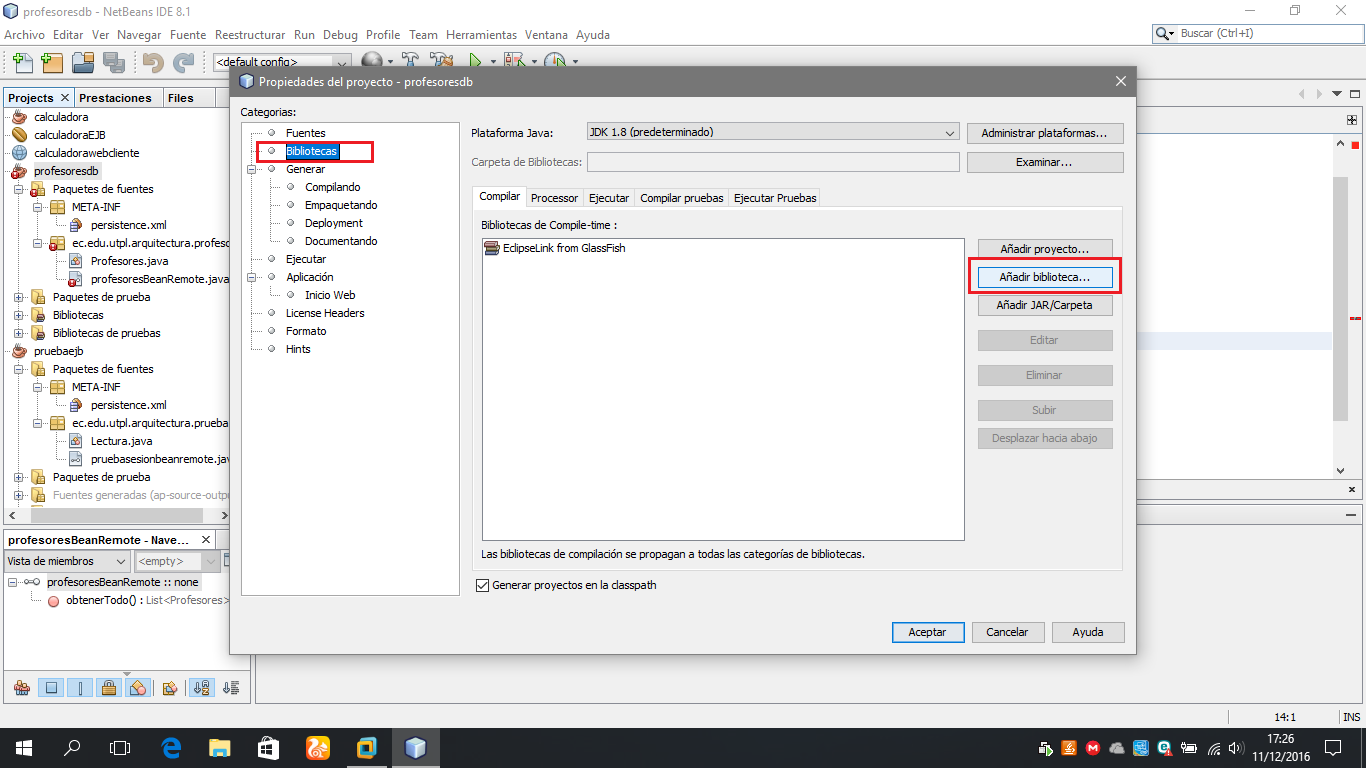 profesoresdb - NetBeans IDE 8.1
Archivo Editar Ver Navegar Fuente Reestructurar Run Debug Profile Team Herramientas Ventana Ayuda
Buscar (Ctrl+I)
<default config>
Projects Prestaciones Files
calculadora
calculadoraEJB
calculadorawebcliente
profesoresdb
Paquetes de fuentes
META-INF
persistence.xml
ec.edu.utpl.arquitectura.profeso
Profesores.java
profesoresBeanRemote.java
Paquetes de prueba
Bibliotecas
Bibliotecas de pruebas
pruebaejb
Paquetes de fuentes
META-INF
persistence.xml
ec.edu.utpl.arquitectura.prueba
Lectura.java
pruebasesionbeanremote.jav
Paquetes de prueba
Fuentes generadas (ap-source-outpu
profesoresBeanRemote - Nave...
Vista de miembros
<empty>
profesoresBeanRemote :: none
obtenerTodo() : List<Profesores>
Propiedades del proyecto - profesoresdb
Categorías:
Fuentes
Bibliotecas
Generar
Compilando
Empaquetando
Deployment
Documentando
Ejecutar
Aplicación
Inicio Web
License Headers
Formato
Hints
Plataforma Java: JDK 1.8 (predeterminado) Administrar plataformas...
Carpeta de Bibliotecas: Examinar...
Compilar Processor Ejecutar Compilar pruebas Ejecutar Pruebas
Bibliotecas de Compile-time :
EclipseLink from GlassFish
Añadir proyecto...
Añadir biblioteca...
Añadir JAR/Carpeta
Editar
Eliminar
Subir
Desplazar hacia abajo
Las bibliotecas de compilación se propagan a todas las categorías de bibliotecas.
Generar proyectos en la classpath
Aceptar Cancelar Ayuda
14:1 INS
17:26
11/12/2016